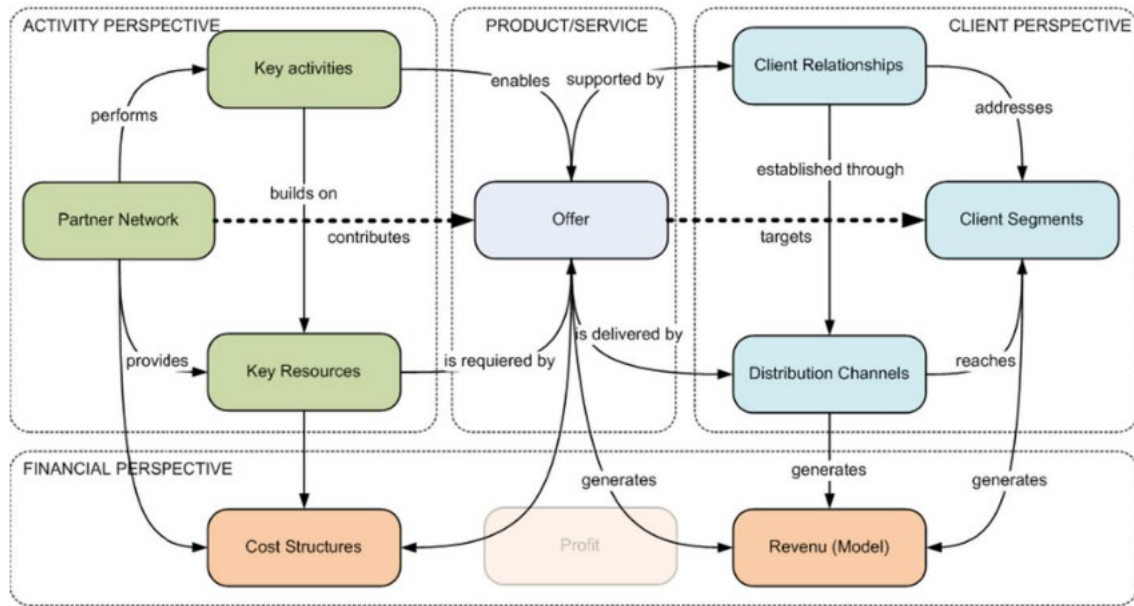 ACTIVITY PERSPECTIVE
PRODUCT/SERVICE
CLIENT PERSPECTIVE
Key activities
enables
supported by
Client Relationships
performs
addresses
builds on
established through
Partner Network
contributes
Offer
targets
Client Segments
provides
Key Resources
is requiered by
is delivered by
Distribution Channels
reaches
FINANCIAL PERSPECTIVE
generates
generates
generates
Cost Structures
Profit
Revenu (Model)